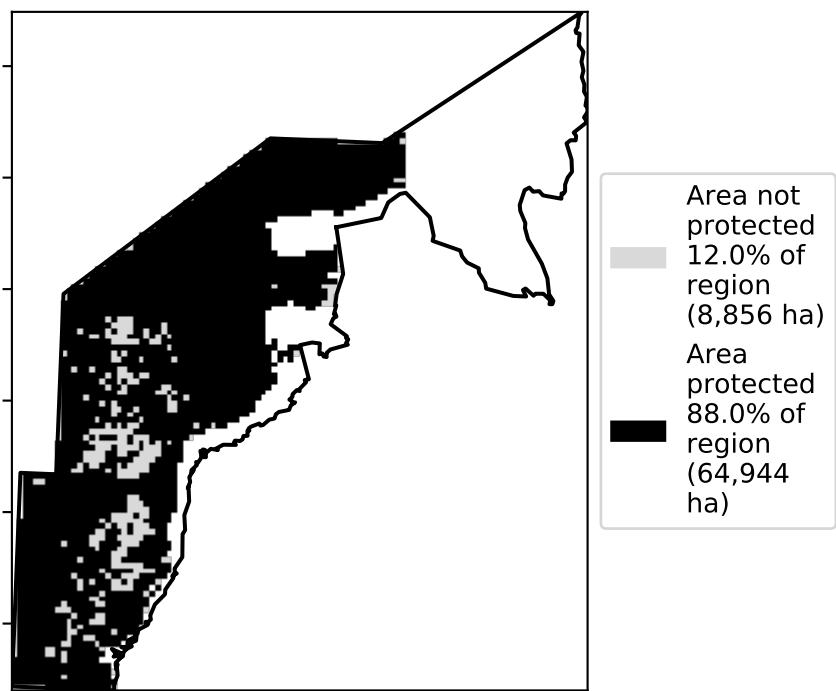 Area not
protected
12.0% of
region
(8,856 ha)
Area
protected
88.0% of
region
(64,944
ha)